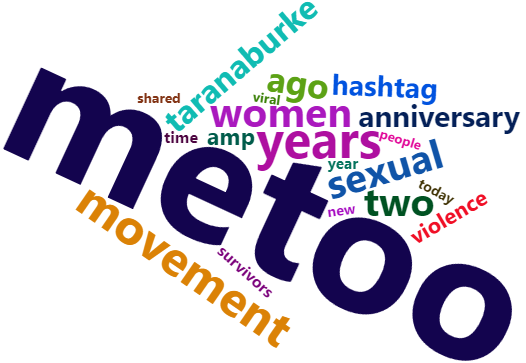 taranaburke
ago
hashtag
shared
viral
women
anniversary
time
amp
years
people
metoo
year
sexual
today
new
two
violence
movement
survivors